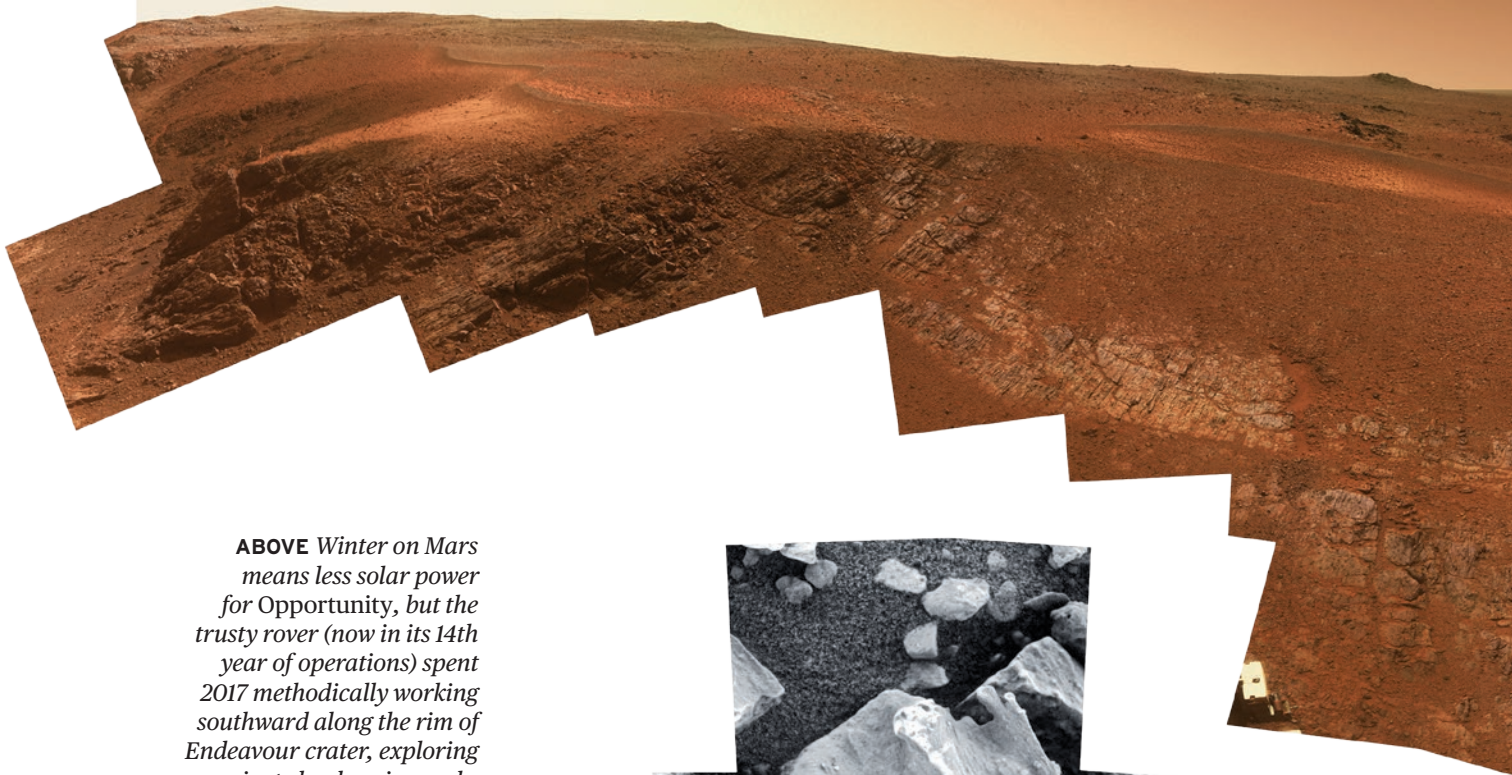 ABOVE Winter on Mars
means less solar power
for Opportunity, but the
trusty rover (now in its 14th
year of operations) spent
2017 methodically working
southward along the rim of
Endeavour crater, exploring